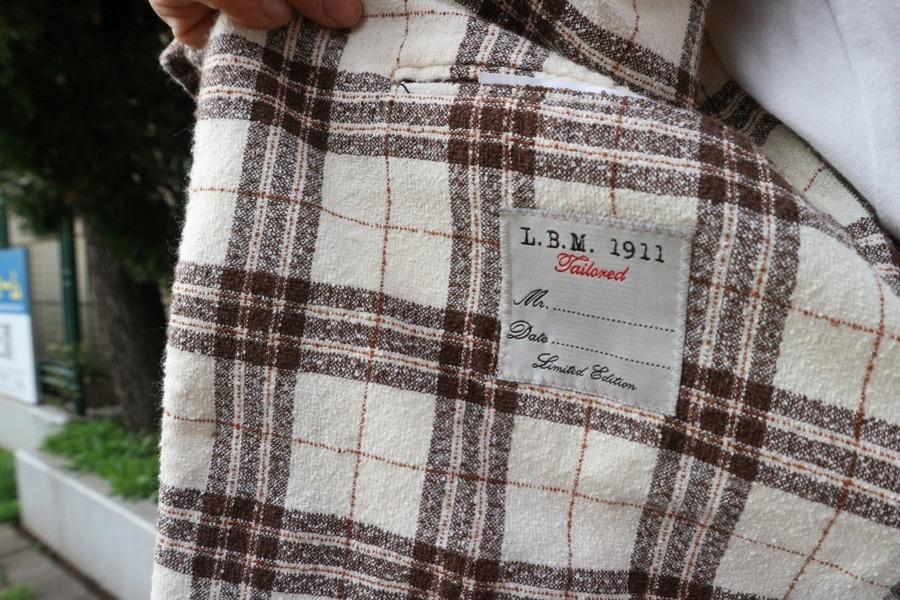 L.B.M. 1911
Tailored
Mr.
Date
Limited Edition